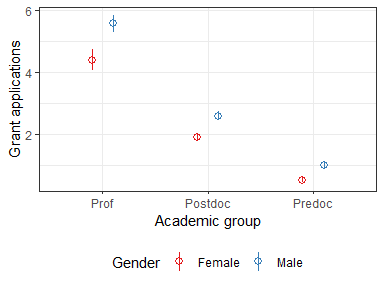 Grant applications
6
4
2
Prof Postdoc Predoc
Academic group
Gender Female Male